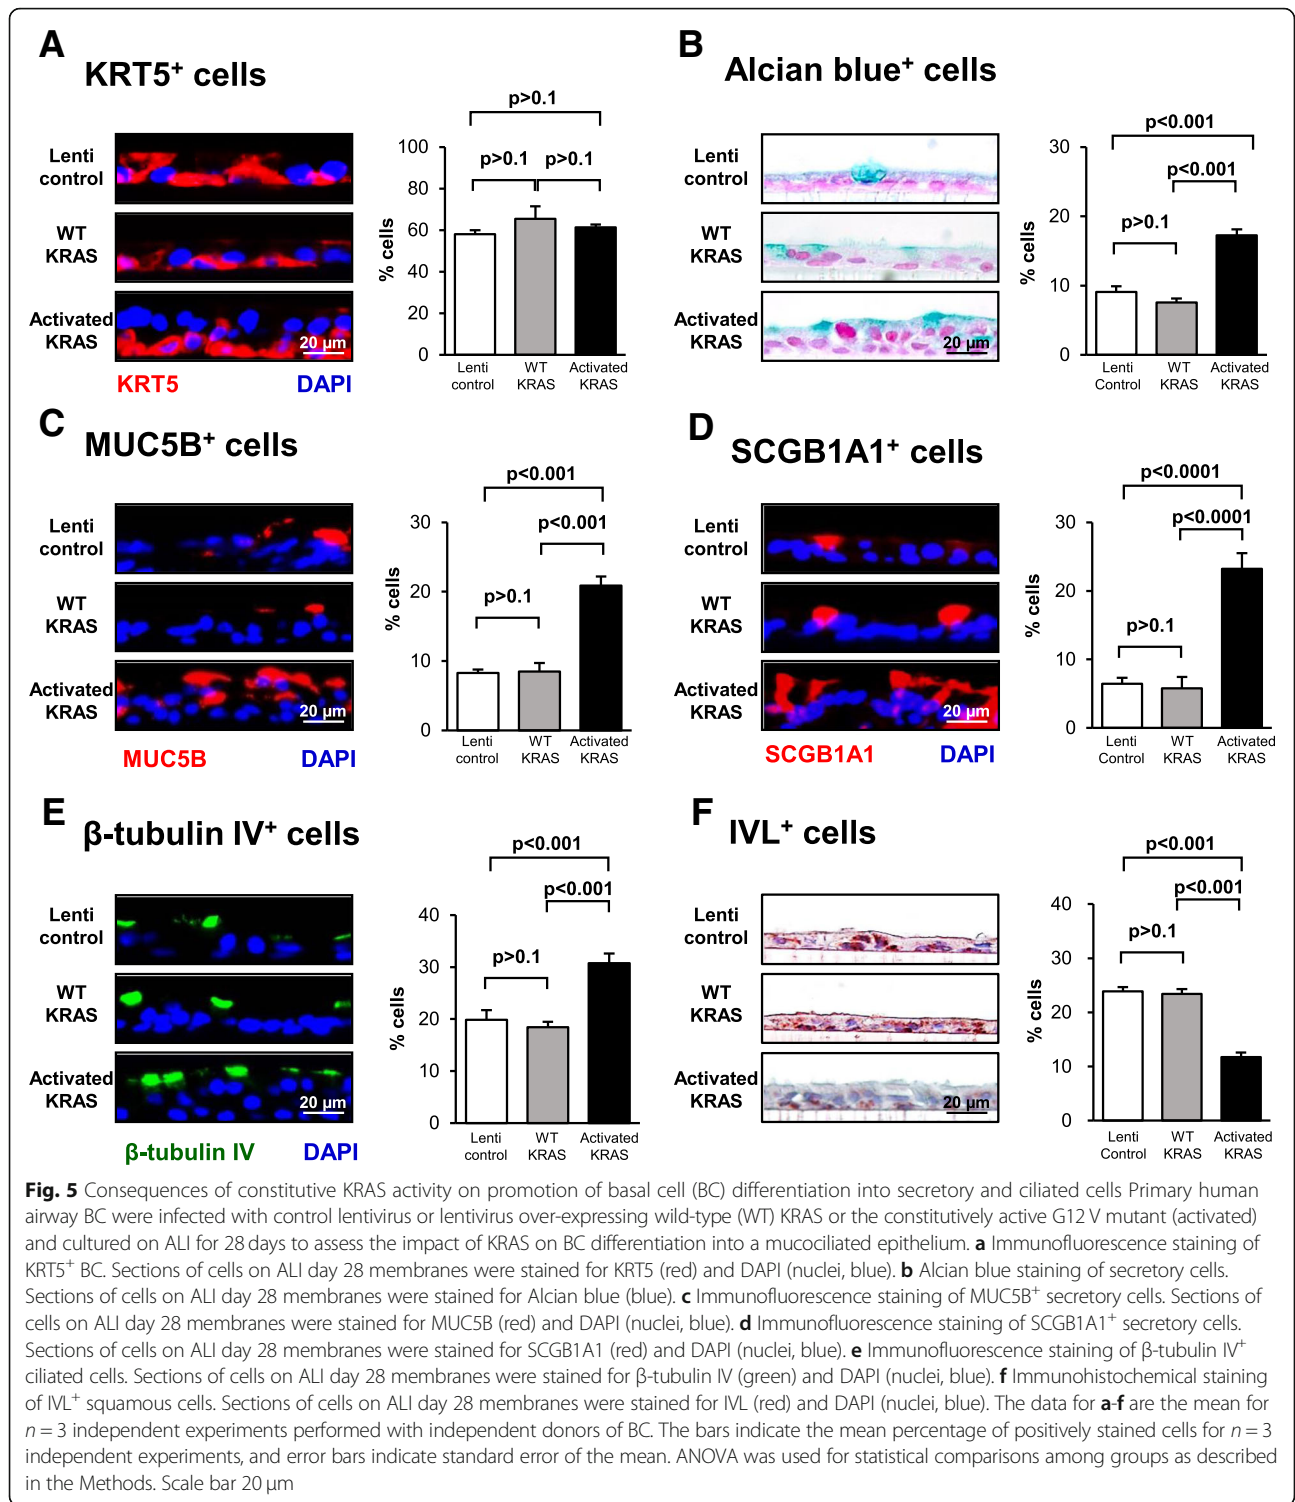 A
KRT5+ cells
p>0.1
p>0.1 p>0.1
Lenti
control
WT
KRAS
Activated
KRAS
20 µm
KRT5 DAPI
% cells
100
80
60
40
20
0
Lenti
control
WT
KRAS
Activated
KRAS
B
Alcian blue+ cells
p<0.001
p<0.001
p>0.1
Lenti
control
WT
KRAS
Activated
KRAS
20 µm
% cells
30
20
10
0
Lenti
Control
WT
KRAS
Activated
KRAS
C
MUC5B+ cells
p<0.001
p<0.001
p>0.1
Lenti
control
WT
KRAS
Activated
KRAS
20 µm
MUC5B DAPI
% cells
30
20
10
0
Lenti
control
WT
KRAS
Activated
KRAS
D
SCGB1A1+ cells
p<0.0001
p<0.0001
p>0.1
Lenti
control
WT
KRAS
Activated
KRAS
20 µm
SCGB1A1 DAPI
% cells
30
20
10
0
Lenti
Control
WT
KRAS
Activated
KRAS
E
β-tubulin IV+ cells
p<0.001
p<0.001
p>0.1
Lenti
control
WT
KRAS
Activated
KRAS
20 µm
β-tubulin IV DAPI
% cells
40
30
20
10
0
Lenti
control
WT
KRAS
Activated
KRAS
F
IVL+ cells
p<0.001
p<0.001
p>0.1
Lenti
control
WT
KRAS
Activated
KRAS
20 µm
% cells
40
30
20
10
0
Lenti
Control
WT
KRAS
Activated
KRAS
Fig. 5 Consequences of constitutive KRAS activity on promotion of basal cell (BC) differentiation into secretory and ciliated cells Primary human
airway BC were infected with control lentivirus or lentivirus over-expressing wild-type (WT) KRAS or the constitutively active G12 V mutant (activated)
and cultured on ALI for 28 days to assess the impact of KRAS on BC differentiation into a mucociliated epithelium. a Immunofluorescence staining of
KRT5+ BC. Sections of cells on ALI day 28 membranes were stained for KRT5 (red) and DAPI (nuclei, blue). b Alcian blue staining of secretory cells.
Sections of cells on ALI day 28 membranes were stained for Alcian blue (blue). c Immunofluorescence staining of MUC5B+ secretory cells. Sections of
cells on ALI day 28 membranes were stained for MUC5B (red) and DAPI (nuclei, blue). d Immunofluorescence staining of SCGB1A1+ secretory cells.
Sections of cells on ALI day 28 membranes were stained for SCGB1A1 (red) and DAPI (nuclei, blue). e Immunofluorescence staining of β-tubulin IV+
ciliated cells. Sections of cells on ALI day 28 membranes were stained for β-tubulin IV (green) and DAPI (nuclei, blue). f Immunohistochemical staining
of IVL+ squamous cells. Sections of cells on ALI day 28 membranes were stained for IVL (red) and DAPI (nuclei, blue). The data for a-f are the mean for
n = 3 independent experiments performed with independent donors of BC. The bars indicate the mean percentage of positively stained cells for n = 3
independent experiments, and error bars indicate standard error of the mean. ANOVA was used for statistical comparisons among groups as described
in the Methods. Scale bar 20 µm